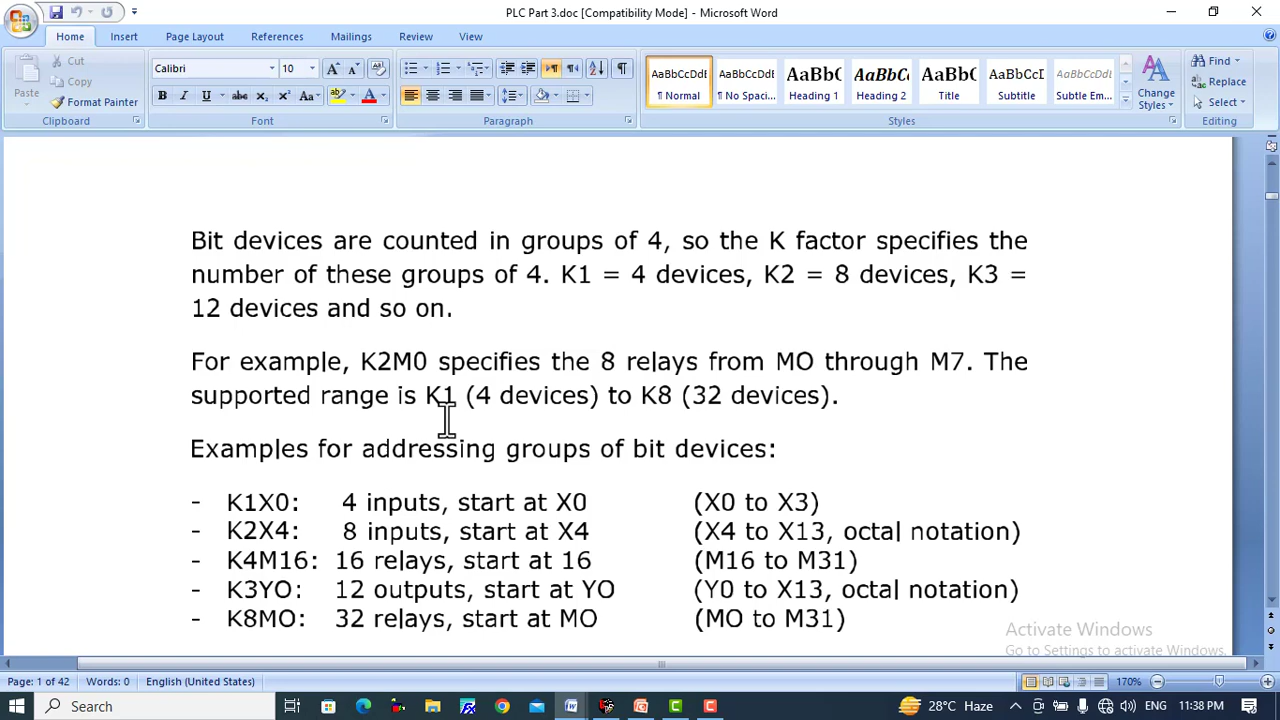 PLC Part 3.doc [Compatibility Mode] - Microsoft Word
Home Insert Page Layout References Mailings Review View
Cut
Copy
Format Painter
Paste
Clipboard
Calibri 10
B I U abc x₂ x² Aa
Font
Paragraph
AaBbCcDdE AaBbCcDdE AaBbC AaBbCc AaBbC AaBbCcD AaBbCcDdE
¶ Normal ¶ No Spaci... Heading 1 Heading 2 Title Subtitle Subtle Em...
Change
Styles
Styles
Find
Replace
Select
Editing
Bit devices are counted in groups of 4, so the K factor specifies the
number of these groups of 4. K1 = 4 devices, K2 = 8 devices, K3 =
12 devices and so on.
For example, K2M0 specifies the 8 relays from MO through M7. The
supported range is K1 (4 devices) to K8 (32 devices).
Examples for addressing groups of bit devices:
- K1X0: 4 inputs, start at X0 (X0 to X3)
- K2X4: 8 inputs, start at X4 (X4 to X13, octal notation)
- K4M16: 16 relays, start at 16 (M16 to M31)
- K3YO: 12 outputs, start at YO (Y0 to X13, octal notation)
- K8MO: 32 relays, start at MO (MO to M31)
Activate Windows
Go to Settings to activate Windows.
Page: 1 of 42 Words: 0 English (United States) 170%
Search 28°C Haze ENG 11:38 PM